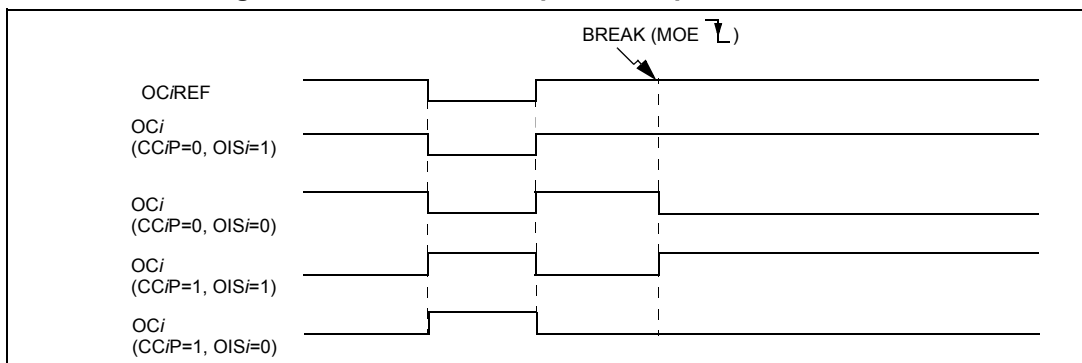 BREAK (MOE )
OCiREF
OCi
(CCiP=0, OISi=1)
OCi
(CCiP=0, OISi=0)
OCi
(CCiP=1, OISi=1)
OCi
(CCiP=1, OISi=0)